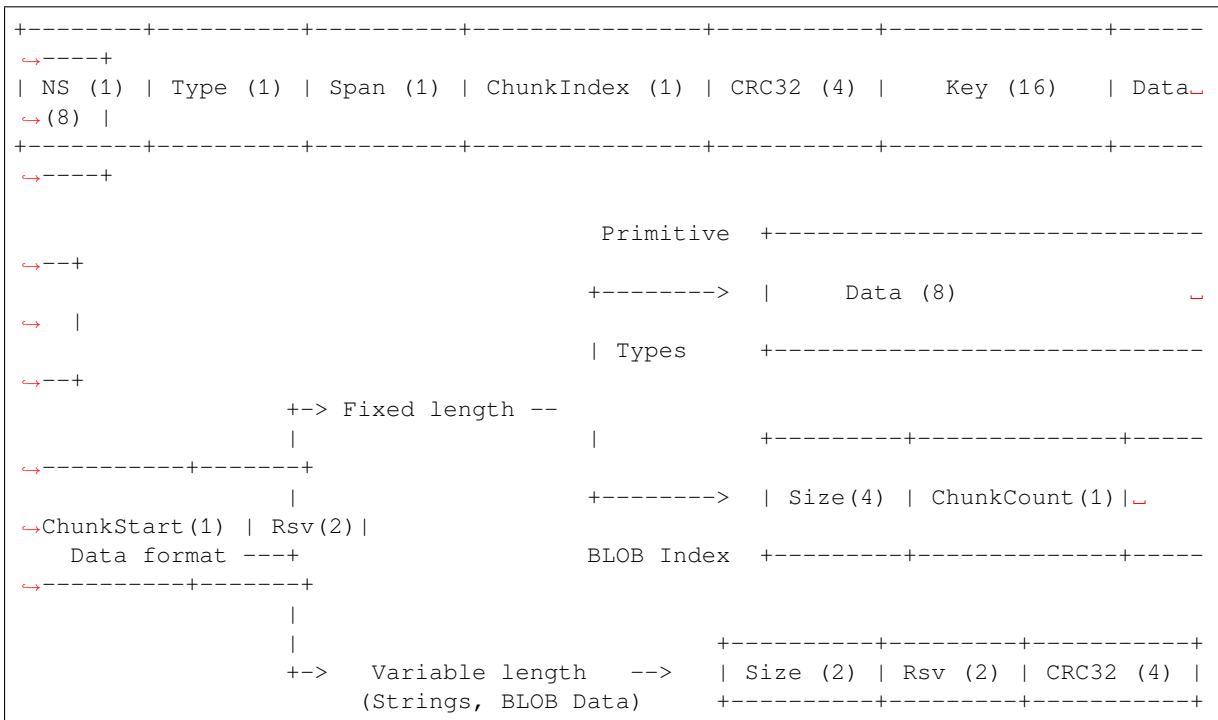 +--------+----------+----------+----------------+-----------+---------------+------
↪----+
| NS (1) | Type (1) | Span (1) | ChunkIndex (1) | CRC32 (4) |    Key (16)   | Data␣
↪(8) |
+--------+----------+----------+----------------+-----------+---------------+------
↪----+
                                         Primitive  +------------------------------
↪--+
                                        +-------->  |     Data (8)                ␣
↪  |
                                        | Types     +------------------------------
↪--+
                   +-> Fixed length --
                   |                    |           +---------+--------------+-----
↪----------+-------+
                   |                    +-------->  | Size(4) | ChunkCount(1)|␣
↪ChunkStart(1) | Rsv(2)|
    Data format ---+                    BLOB Index  +---------+--------------+-----
↪----------+-------+
                   |
                   |                             +----------+---------+-----------+
                   +->   Variable length   -->   | Size (2) | Rsv (2) | CRC32 (4) |
                        (Strings, BLOB Data)     +----------+---------+-----------+